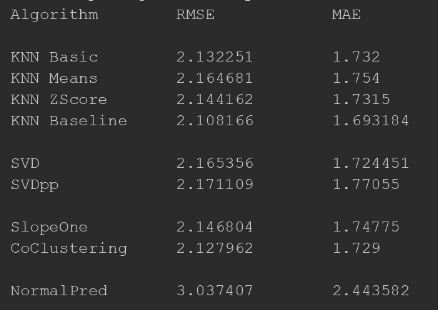 Algorithm RMSE MAE
KNN Basic 2.132251 1.732
KNN Means 2.164681 1.754
KNN ZScore 2.144162 1.7315
KNN Baseline 2.108166 1.693184
SVD 2.165356 1.724451
SVDpp 2.171109 1.77055
SlopeOne 2.146804 1.74775
CoClustering 2.127962 1.729
NormalPred 3.037407 2.443582